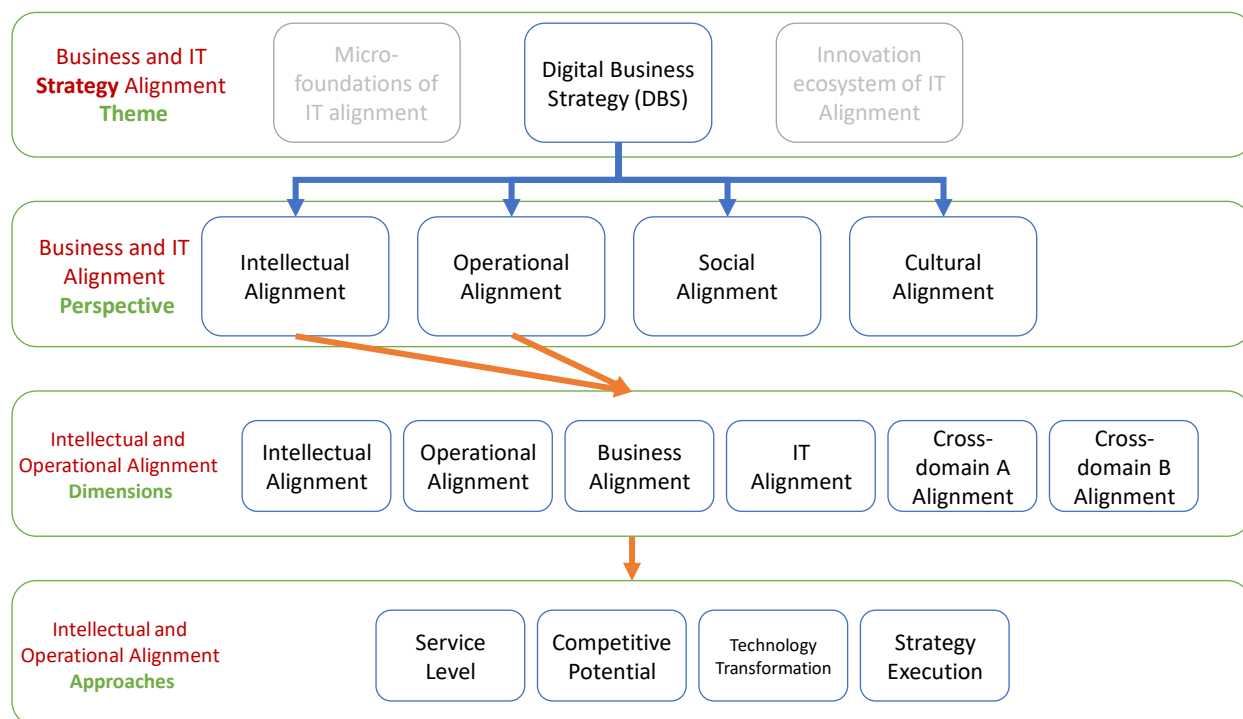 Business and IT
Strategy Alignment
Theme
Micro-
foundations of
IT alignment
Digital Business
Strategy (DBS)
Innovation
ecosystem of IT
Alignment
Business and IT
Alignment
Perspective
Intellectual
Alignment
Operational
Alignment
Social
Alignment
Cultural
Alignment
Intellectual and
Operational Alignment
Dimensions
Intellectual
Alignment
Operational
Alignment
Business
Alignment
IT
Alignment
Cross-
domain A
Alignment
Cross-
domain B
Alignment
Intellectual and
Operational Alignment
Approaches
Service
Level
Competitive
Potential
Technology
Transformation
Strategy
Execution